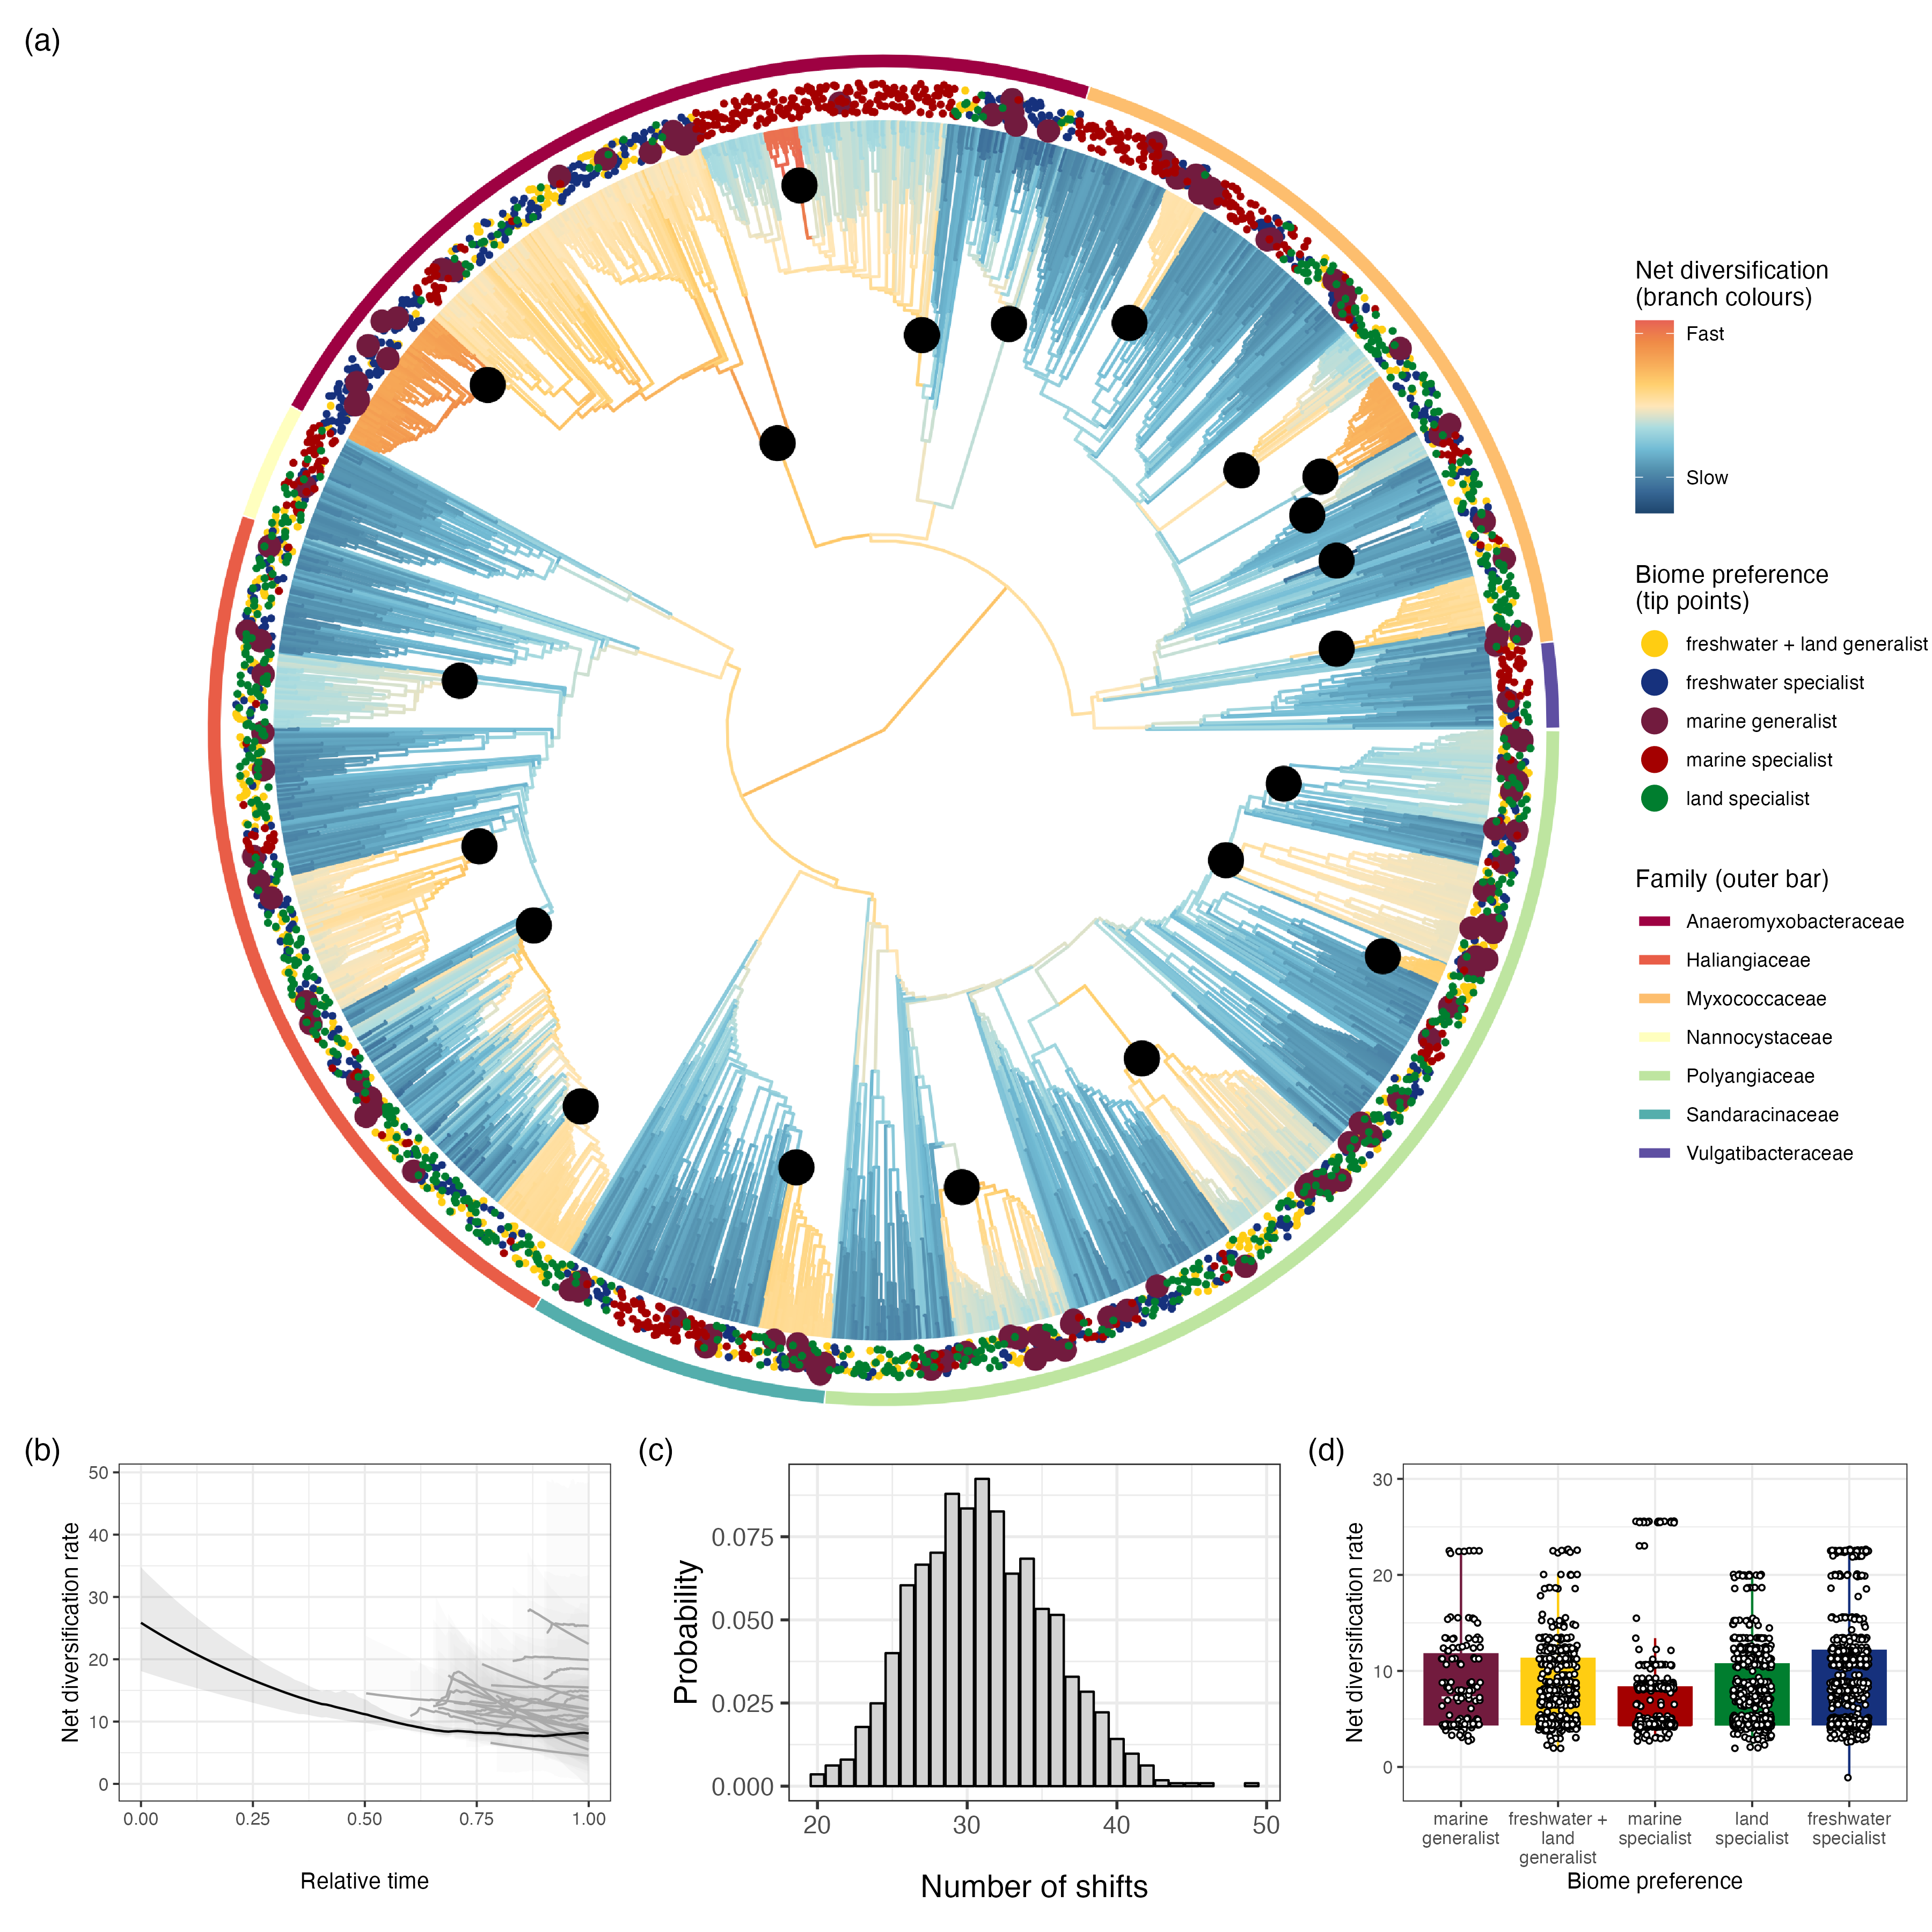 (a)
Net diversification
(branch colours)
Fast
Slow
Biome preference
(tip points)
freshwater + land generalist
freshwater specialist
marine generalist
marine specialist
land specialist
Family (outer bar)
Anaeromyxobacteraceae
Haliangiaceae
Myxococcaceae
Nannocystaceae
Polyangiaceae
Sandaracinaceae
Vulgatibacteraceae
(b)
Net diversification rate
50
40
30
20
10
0
0.00 0.25 0.50 0.75 1.00
Relative time
(c)
Probability
0.075
0.050
0.025
0.000
20 30 40 50
Number of shifts
(d)
Net diversification rate
30
20
10
0
marine generalist
freshwater + land generalist
marine specialist
land specialist
freshwater specialist
Biome preference